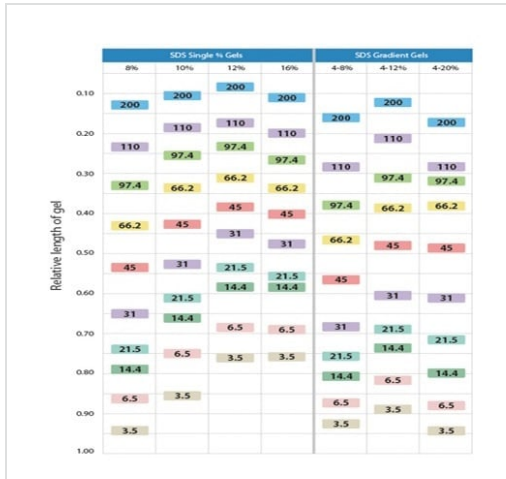 SDS Single % Gels SDS Gradient Gels
8% 10% 12% 16% 4-8% 4-12% 4-20%
200
0.10 200 200
200 200
200 200
110 110
0.20 110 110
110
97.4
97.4 97.4 110 110
0.30 66.2 97.4 97.4
97.4 66.2 66.2
45 97.4 66.2 66.2
0.40 45
66.2 45
31 66.2
31 45 45
0.50 31
45 21.5
21.5 45
14.4 14.4
0.60 21.5 31 31
31 14.4
6.5 6.5 31 21.5
0.70 21.5
21.5 6.5 14.4
3.5 3.5 21.5
14.4 14.4 14.4
0.80 6.5
3.5
6.5 6.5 6.5
0.90 3.5
3.5 3.5 3.5
1.00
Relative length of gel